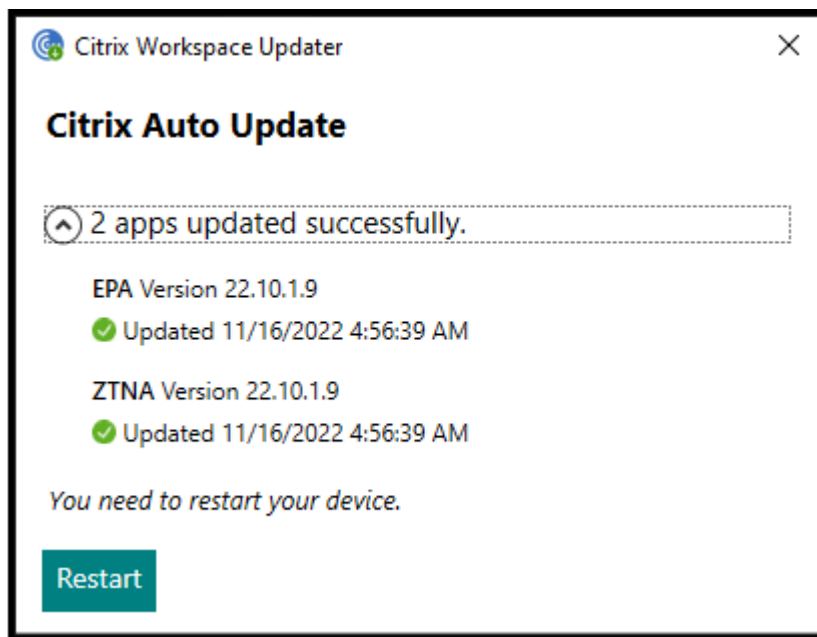 Citrix Workspace Updater
Citrix Auto Update
2 apps updated successfully.
EPA Version 22.10.1.9
Updated 11/16/2022 4:56:39 AM
ZTNA Version 22.10.1.9
Updated 11/16/2022 4:56:39 AM
You need to restart your device.
Restart